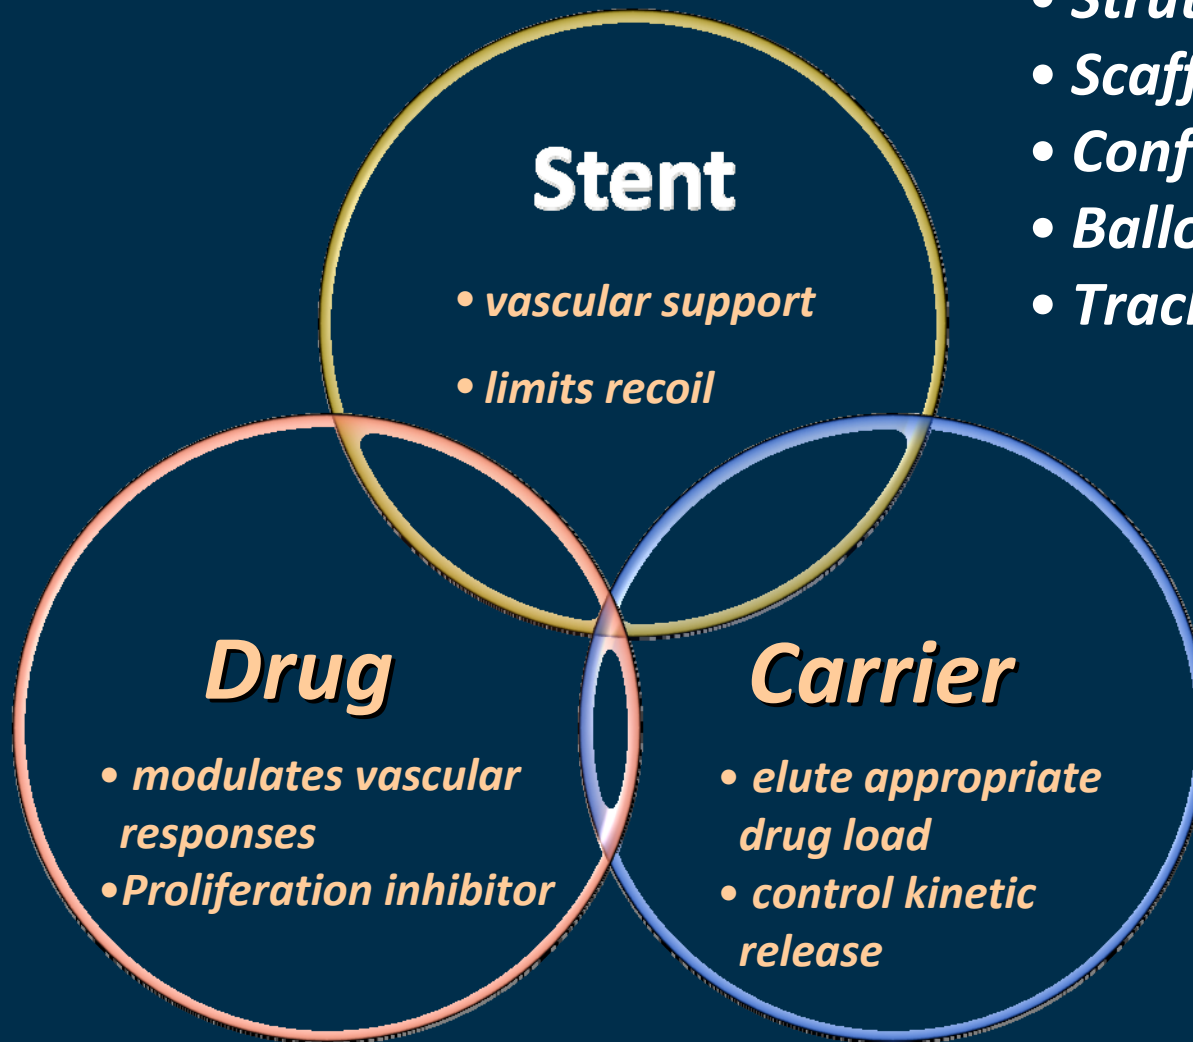 Stent
• vascular support
• limits recoil
Drug
• modulates vascular
responses
•Proliferation inhibitor
Carrier
• elute appropriate
drug load
• control kinetic
release